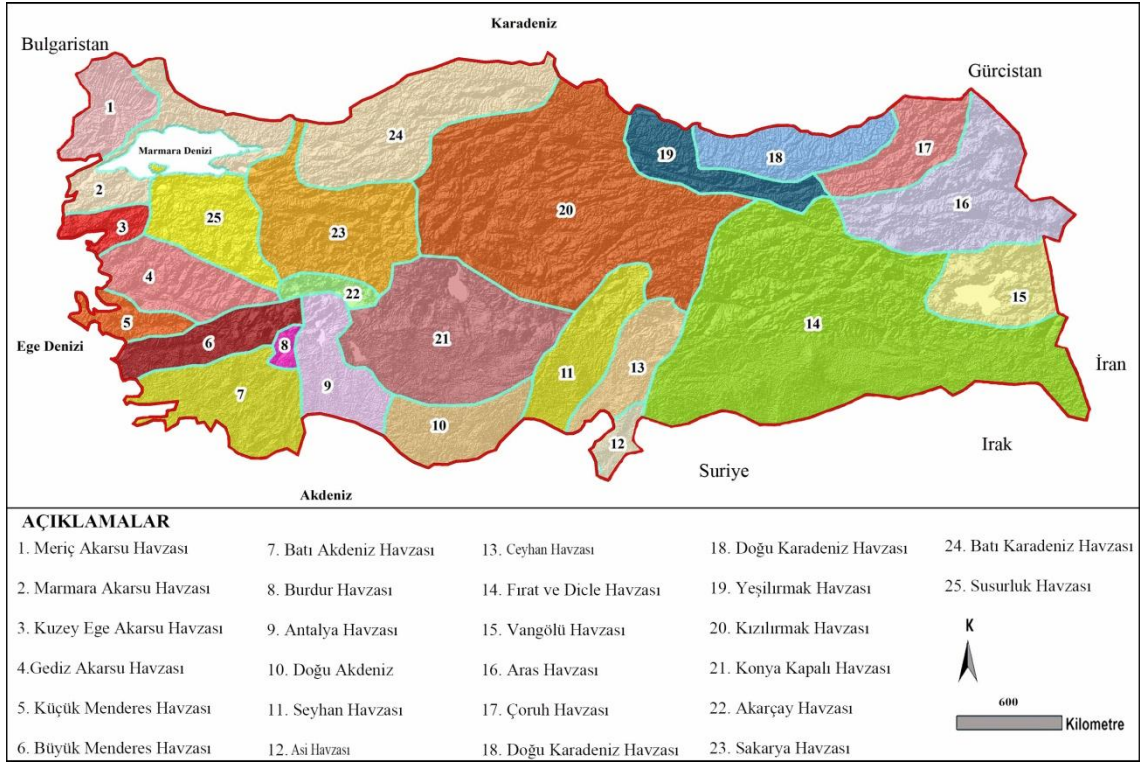 Karadeniz
Bulgaristan
Gürcistan
1
Marmara Denizi
24
19
18
17
2
16
3
25
20
23
4
22
15
5
14
Ege Denizi
6
8
21
İran
7
9
11
13
10
12
Irak
Suriye
Akdeniz
AÇIKLAMALAR
1. Meriç Akarsu Havzası
2. Marmara Akarsu Havzası
3. Kuzey Ege Akarsu Havzası
4.Gediz Akarsu Havzası
5. Küçük Menderes Havzası
6. Büyük Menderes Havzası
7. Batı Akdeniz Havzası
8. Burdur Havzası
9. Antalya Havzası
10. Doğu Akdeniz
11. Seyhan Havzası
12. Asi Havzası
13. Ceyhan Havzası
14. Fırat ve Dicle Havzası
15. Vangölü Havzası
16. Aras Havzası
17. Çoruh Havzası
18. Doğu Karadeniz Havzası
18. Doğu Karadeniz Havzası
19. Yeşilırmak Havzası
20. Kızılırmak Havzası
21. Konya Kapalı Havzası
22. Akarçay Havzası
23. Sakarya Havzası
24. Batı Karadeniz Havzası
25. Susurluk Havzası
K
600
Kilometre